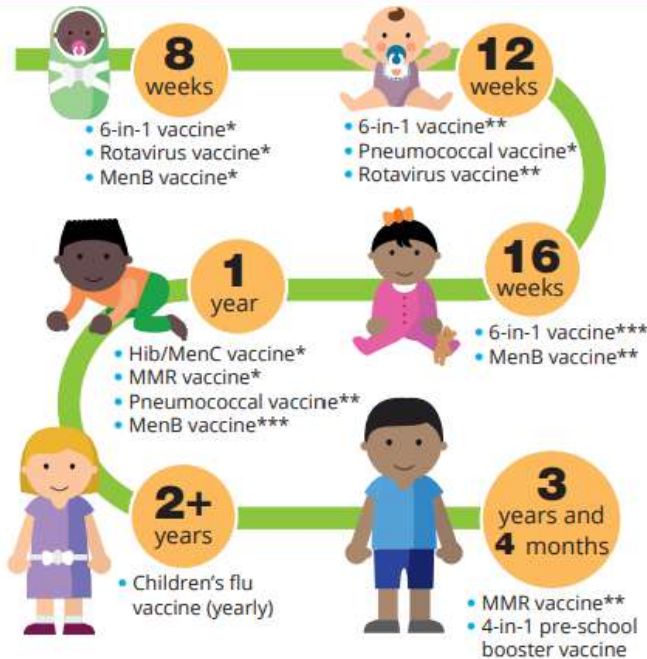 8
weeks
• 6-in-1 vaccine*
• Rotavirus vaccine*
• MenB vaccine*
12
weeks
• 6-in-1 vaccine**
• Pneumococcal vaccine*
• Rotavirus vaccine**
16
weeks
• 6-in-1 vaccine***
• MenB vaccine**
1
year
• Hib/MenC vaccine*
• MMR vaccine*
• Pneumococcal vaccine**
• MenB vaccine***
2+
years
• Children’s flu
vaccine (yearly)
3
years and
4 months
• MMR vaccine**
• 4-in-1 pre-school
booster vaccine